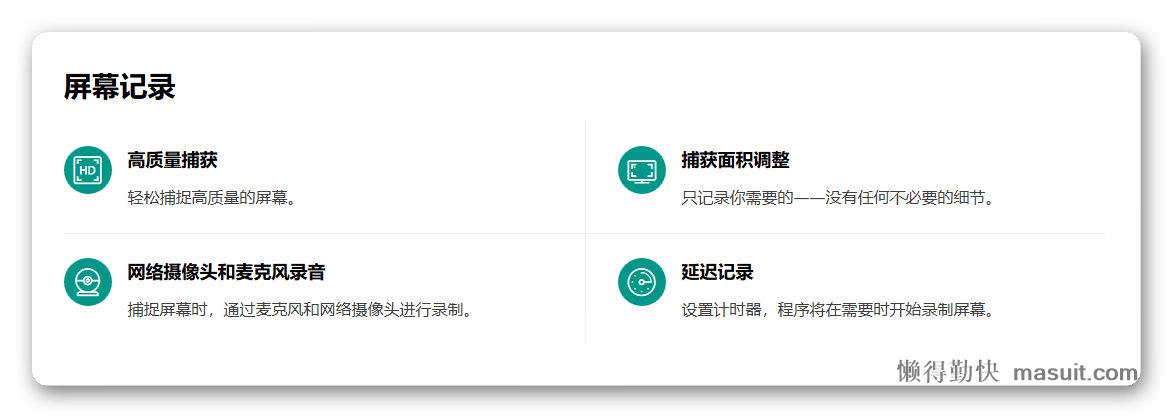 屏幕记录
HD
高质量捕获
轻松捕捉高质量的屏幕。
捕获面积调整
只记录你需要的——没有任何不必要的细节。
网络摄像头和麦克风录音
捕捉屏幕时，通过麦克风和网络摄像头进行录制。
延迟记录
设置计时器，程序将在需要时开始录制屏幕。
懒得勤快 masuit.com